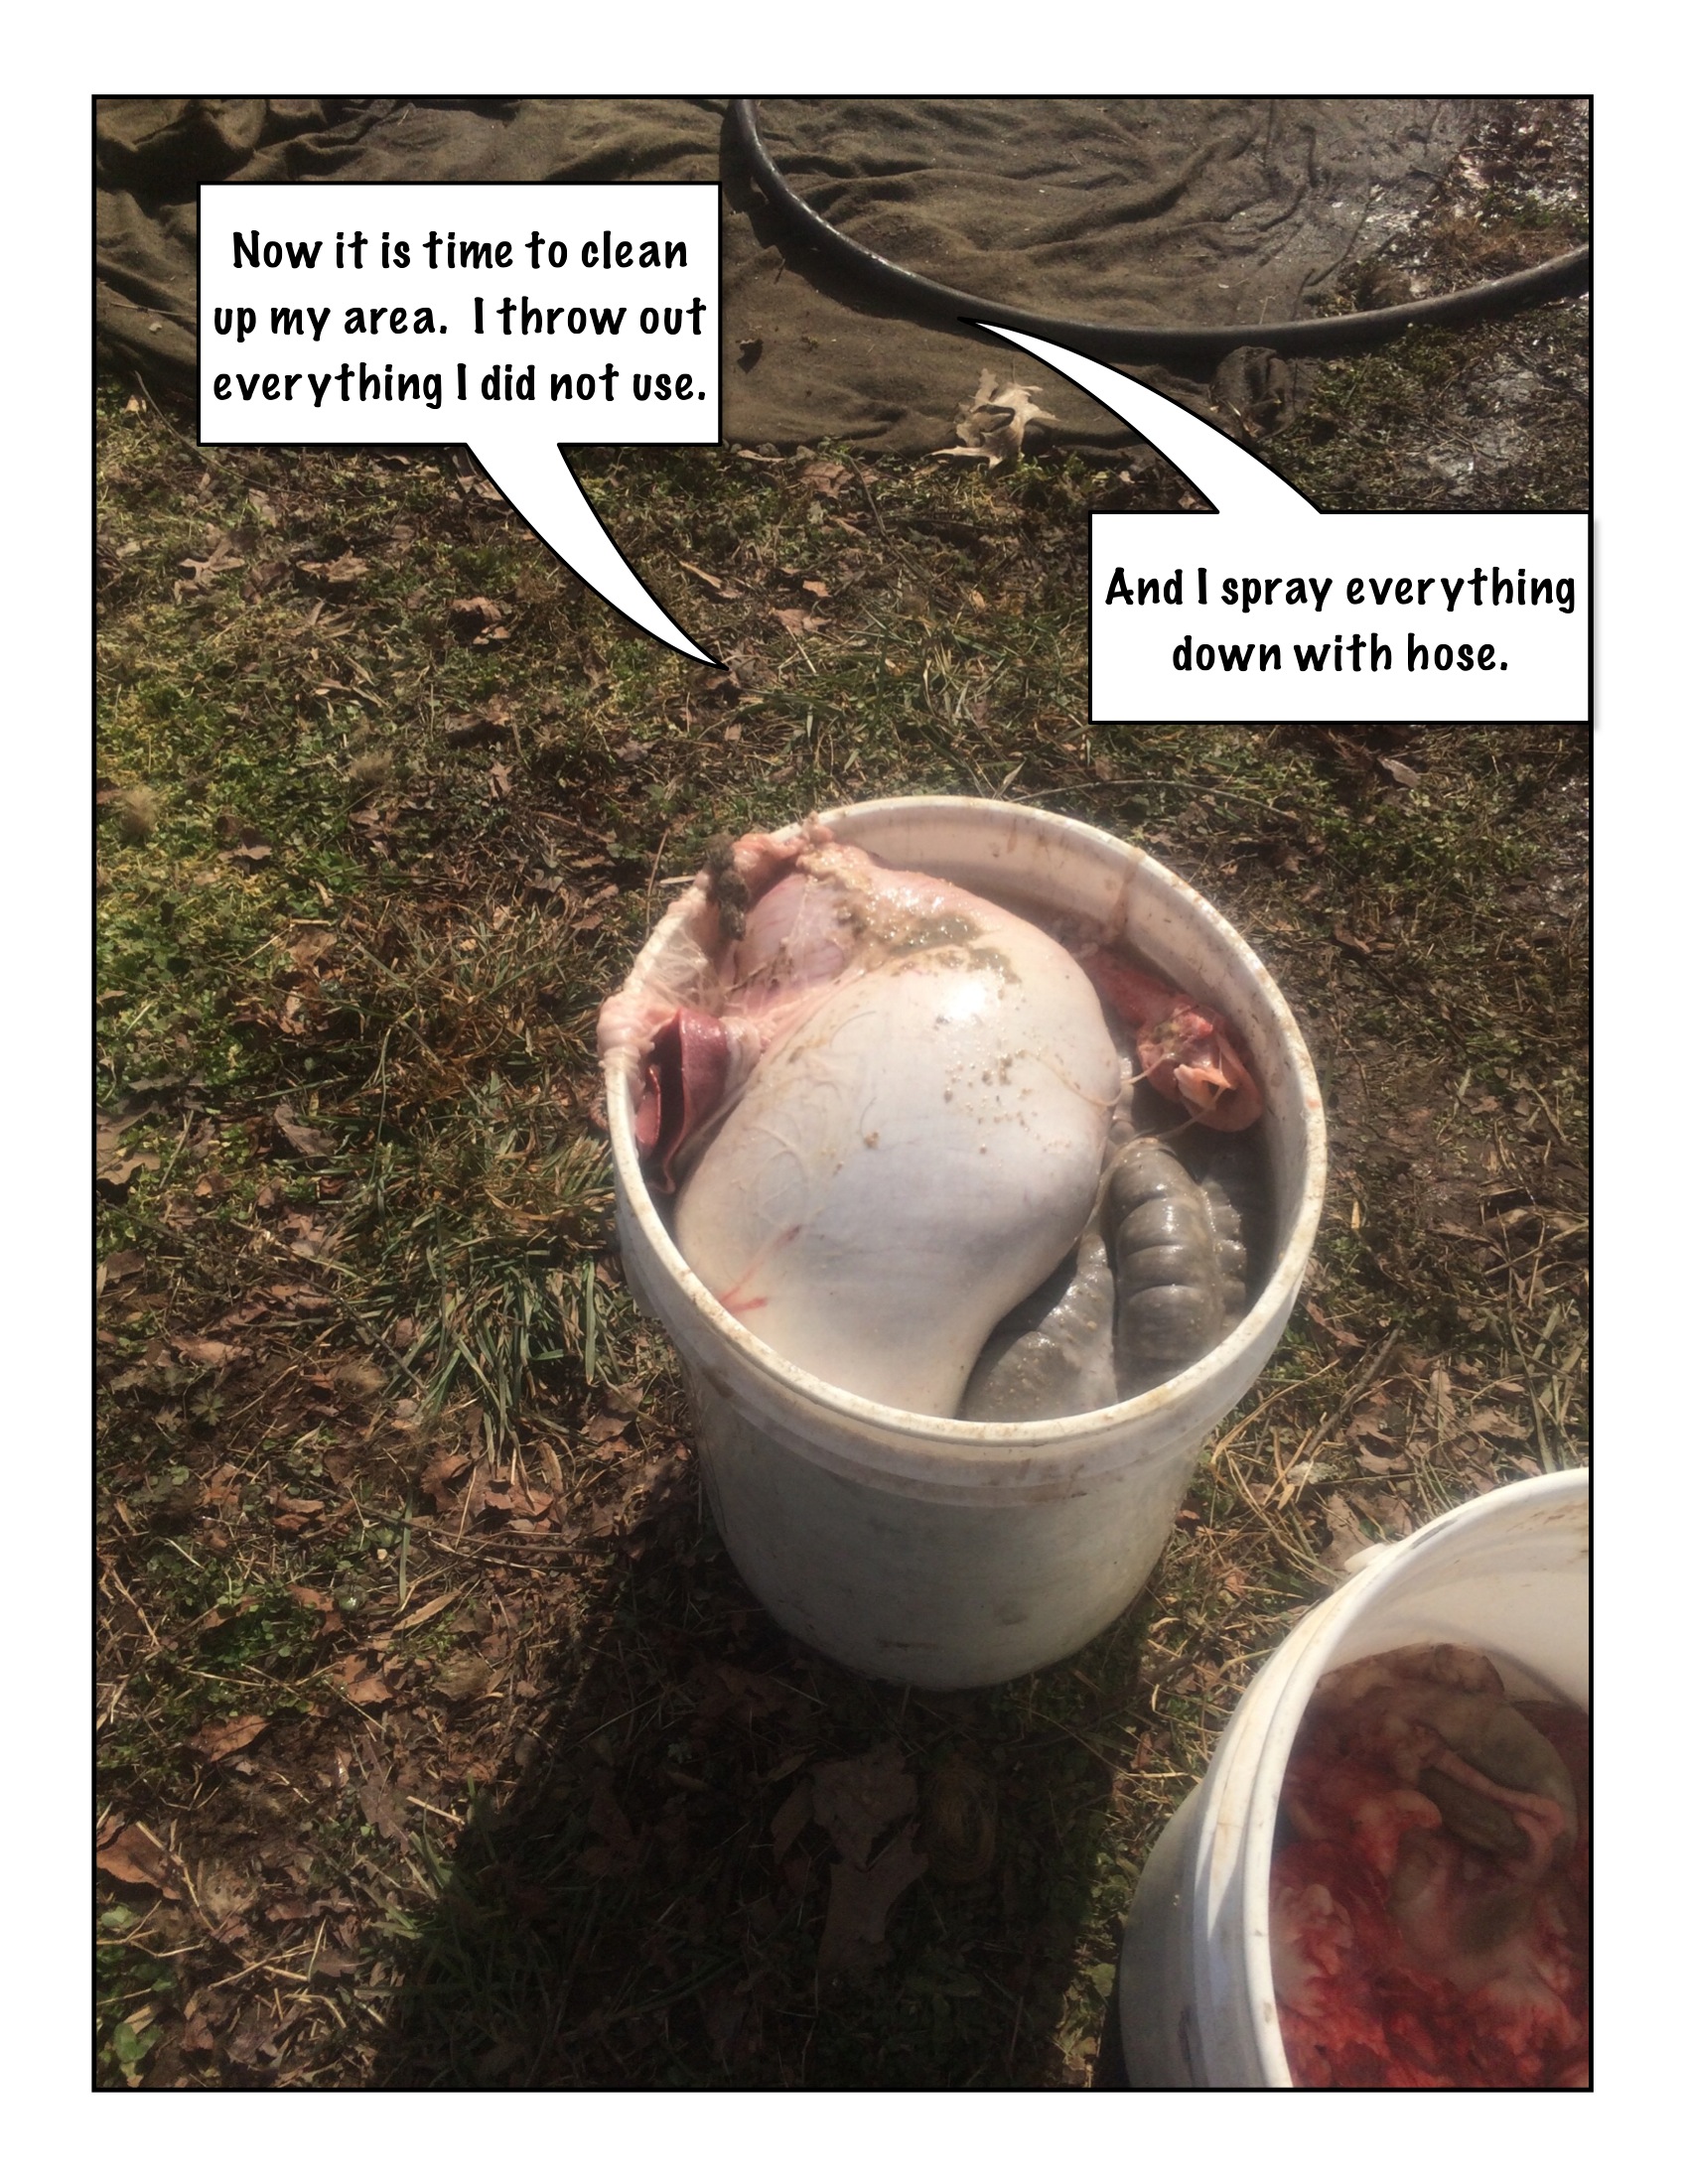 Now it is time to clean
up my area.  I throw out
everything I did not use.
And I spray everything
down with hose.